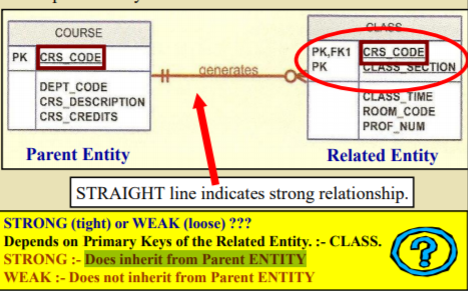 COURSE
PK CRS_CODE
DEPT_CODE
CRS_DESCRIPTION
CRS_CREDITS
generates
CLASS
PK,FK1 CRS_CODE
PK CLASS_SECTION
CLASS_TIME
ROOM_CODE
PROF_NUM
Parent Entity
Related Entity
STRAIGHT line indicates strong relationship.
STRONG (tight) or WEAK (loose) ???
Depends on Primary Keys of the Related Entity. :- CLASS.
STRONG :- Does inherit from Parent ENTITY
WEAK :- Does not inherit from Parent ENTITY
?